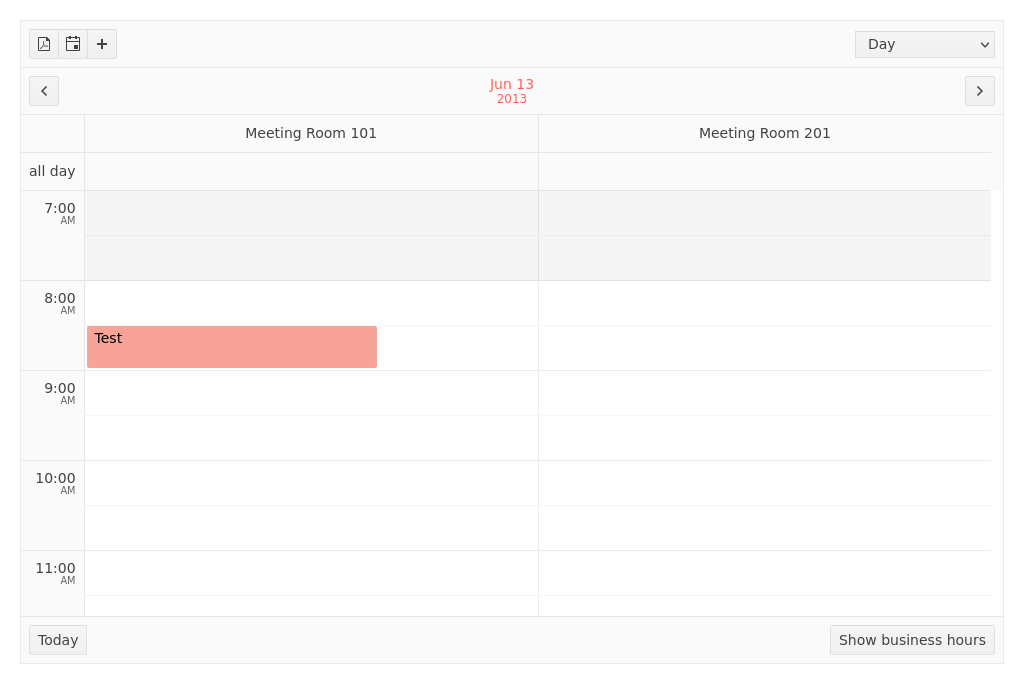 Day
Jun 13
2013
Meeting Room 101 Meeting Room 201
all day
7:00
AM
8:00
AM
Test
9:00
AM
10:00
AM
11:00
AM
Today Show business hours